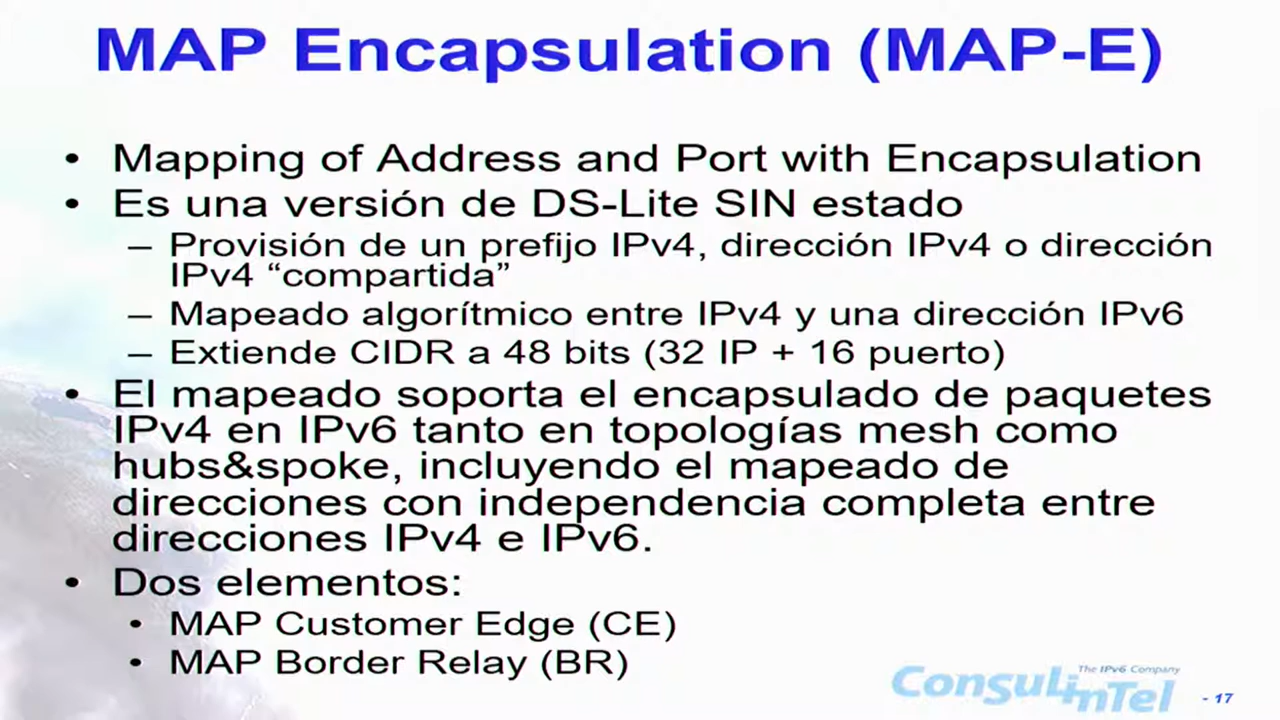 MAP Encapsulation (MAP-E)
• Mapping of Address and Port with Encapsulation
• Es una versión de DS-Lite SIN estado
– Provisión de un prefijo IPv4, dirección IPv4 o dirección
IPv4 “compartida”
– Mapeado algorítmico entre IPv4 y una dirección IPv6
– Extiende CIDR a 48 bits (32 IP + 16 puerto)
• El mapeado soporta el encapsulado de paquetes
IPv4 en IPv6 tanto en topologías mesh como
hubs&spoke, incluyendo el mapeado de
direcciones con independencia completa entre
direcciones IPv4 e IPv6.
• Dos elementos:
• MAP Customer Edge (CE)
• MAP Border Relay (BR)
The IPv6 Company
Consulintel
- 17